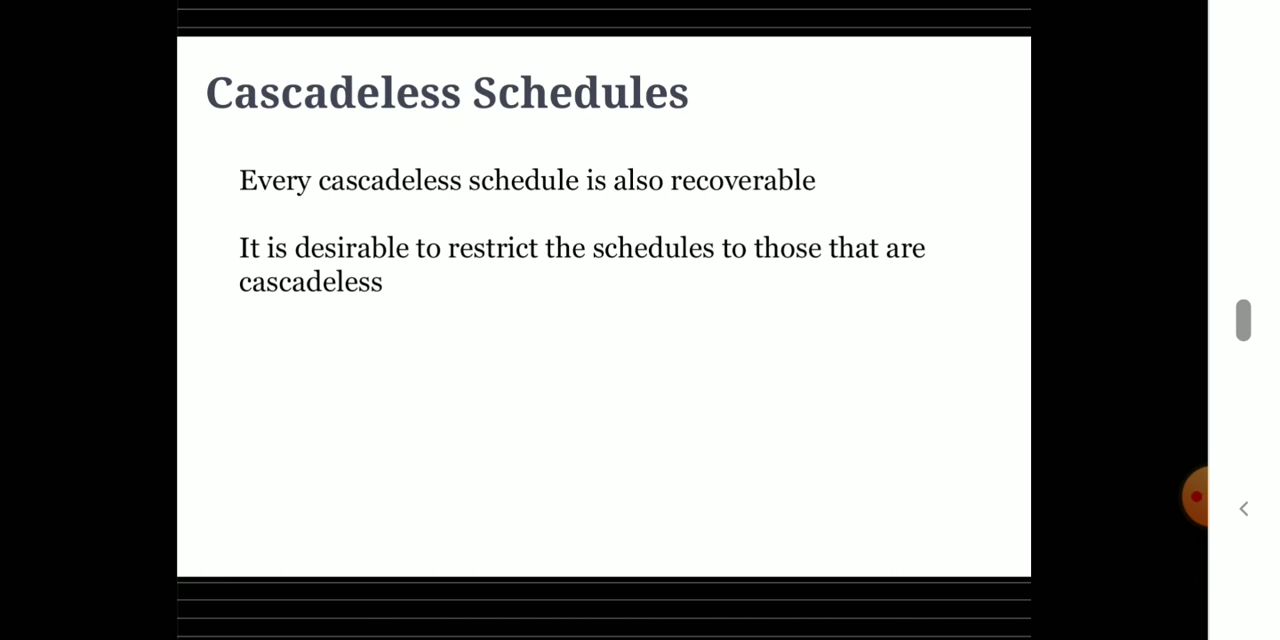 Cascadeless Schedules
Every cascadeless schedule is also recoverable
It is desirable to restrict the schedules to those that are
cascadeless